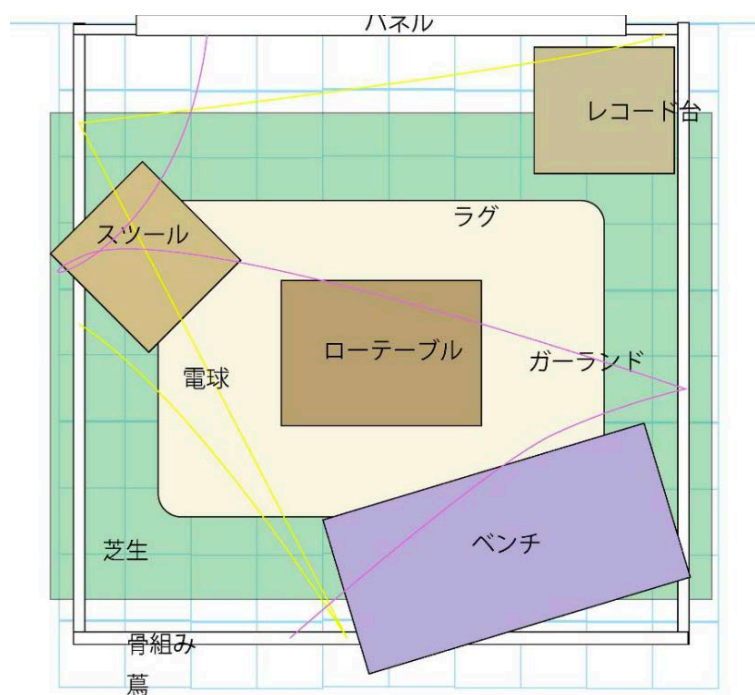 パネル
レコード台
スツール
ラグ
ローテーブル
ガーランド
電球
ベンチ
芝生
骨組み
蔦